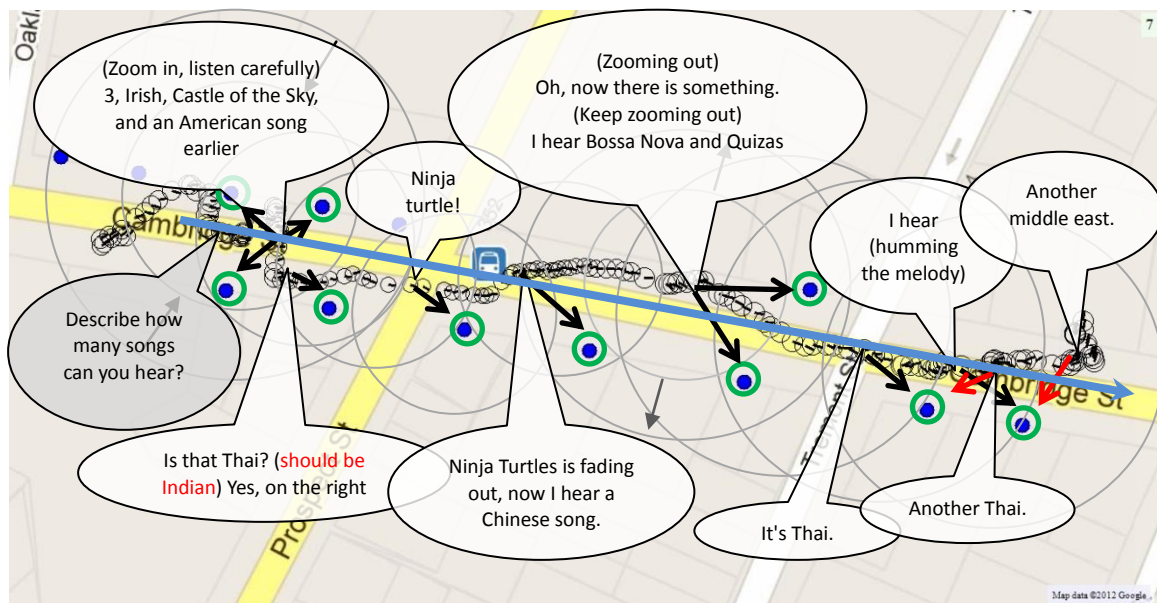 7
Oakla
(Zoom in, listen carefully)
3, Irish, Castle of the Sky,
and an American song
earlier
(Zooming out)
Oh, now there is something.
(Keep zooming out)
I hear Bossa Nova and Quizas
Ninja
turtle!
I hear
(humming
the melody)
Another
middle east.
Cambridge
Describe how
many songs
can you hear?
nbridge St
Prospect St
Tremont St
Is that Thai? (should be
Indian) Yes, on the right
Ninja Turtles is fading
out, now I hear a
Chinese song.
It's Thai.
Another Thai.
Map data ©2012 Google